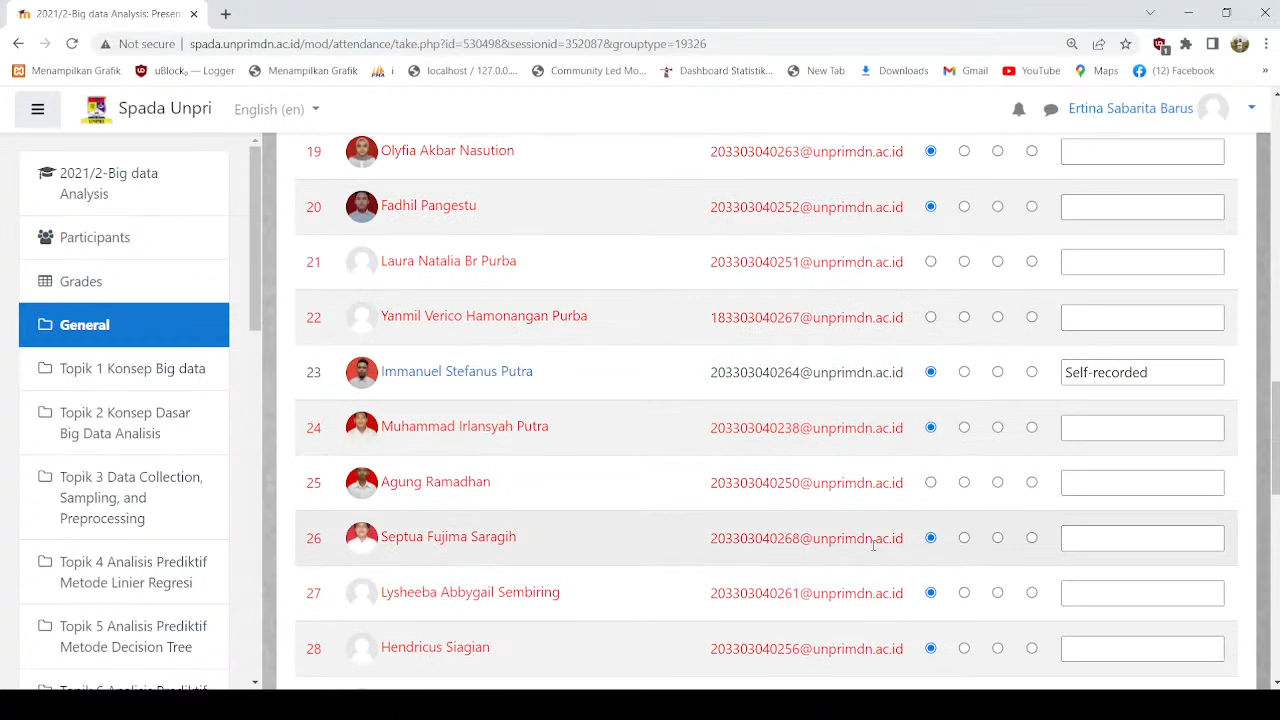 2021/2-Big data Analysis: Presen
Not secure spada.unprimdn.ac.id/mod/attendance/take.php?id=530498&sessionid=352087&grouptype=19326
Menampilkan Grafik uBlock₀ — Logger Menampilkan Grafik i localhost / 127.0.0.... Community Led Mo... Dashboard Statistik... New Tab Downloads Gmail YouTube Maps (12) Facebook »
Spada Unpri English (en) Ertina Sabarita Barus
2021/2-Big data
Analysis
Participants
Grades
General
Topik 1 Konsep Big data
Topik 2 Konsep Dasar
Big Data Analisis
Topik 3 Data Collection,
Sampling, and
Preprocessing
Topik 4 Analisis Prediktif
Metode Linier Regresi
Topik 5 Analisis Prediktif
Metode Decision Tree
19 Olyfia Akbar Nasution 203303040263@unprimdn.ac.id
20 Fadhil Pangestu 203303040252@unprimdn.ac.id
21 Laura Natalia Br Purba 203303040251@unprimdn.ac.id
22 Yanmil Verico Hamonangan Purba 183303040267@unprimdn.ac.id
23 Immanuel Stefanus Putra 203303040264@unprimdn.ac.id Self-recorded
24 Muhammad Irlansyah Putra 203303040238@unprimdn.ac.id
25 Agung Ramadhan 203303040250@unprimdn.ac.id
26 Septua Fujima Saragih 203303040268@unprimdn.ac.id
27 Lysheeba Abbygail Sembiring 203303040261@unprimdn.ac.id
28 Hendricus Siagian 203303040256@unprimdn.ac.id